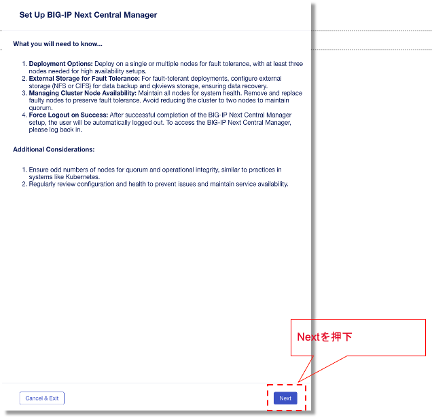 Set Up BIG-IP Next Central Manager
What you will need to know...
1. Deployment Options: Deploy on a single or multiple nodes for fault tolerance, with at least three
nodes needed for high availability setups.
2. External Storage for Fault Tolerance: For fault-tolerant deployments, configure external
storage (NFS or CIFS) for data backup and qkviews storage, ensuring data recovery.
3. Managing Cluster Node Availability: Maintain all nodes for system health. Remove and replace
faulty nodes to preserve fault tolerance. Avoid reducing the cluster to two nodes to maintain
quorum.
4. Force Logout on Success: After successful completion of the BIG-IP Next Central Manager
setup, the user will be automatically logged out. To access the BIG-IP Next Central Manager,
please log back in.
Additional Considerations:
1. Ensure odd numbers of nodes for quorum and operational integrity, similar to practices in
systems like Kubernetes.
2. Regularly review configuration and health to prevent issues and maintain service availability.
Nextを押下
Cancel & Exit
Next